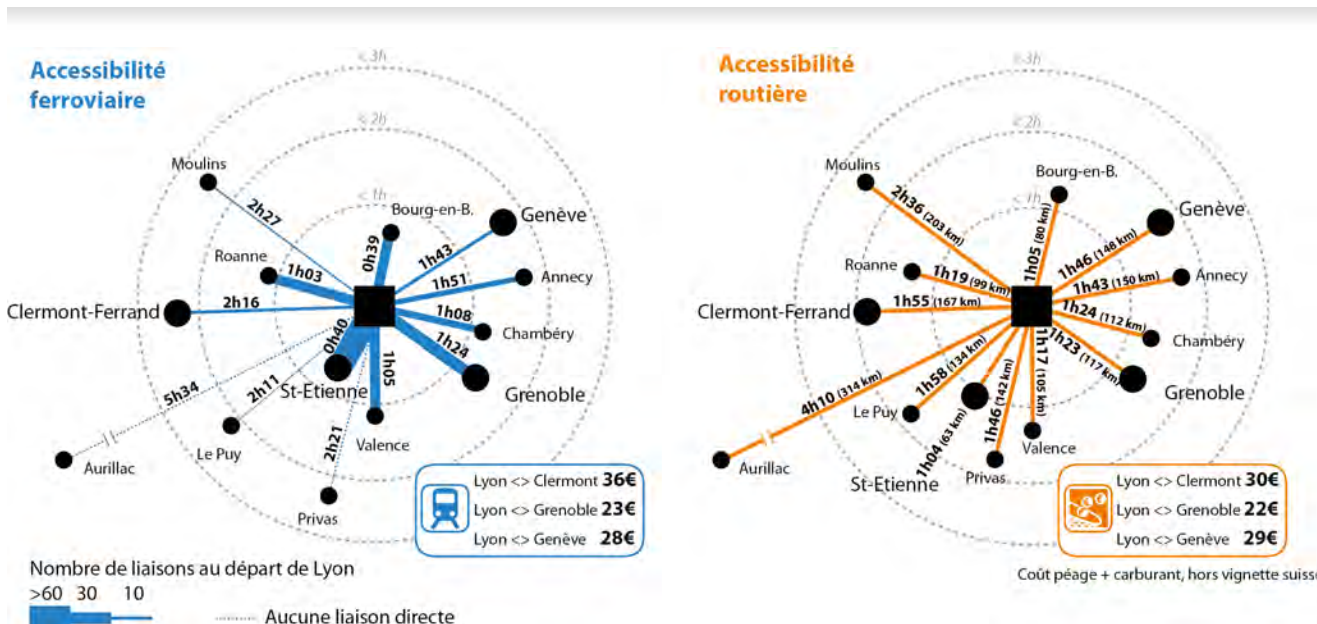 Accessibilité
ferroviaire
< 3h
< 2h
< 1h
Moulins
2h27
Bourg-en-B.
0h39
Genève
1h43
Roanne
1h03
Annecy
1h51
Clermont-Ferrand
2h16
Chambéry
1h08
1h24
Grenoble
0h40
St-Etienne
1h05
Valence
5h34
Aurillac
2h11
Le Puy
2h21
Privas
Lyon <> Clermont 36€
Lyon <> Grenoble 23€
Lyon <> Genève 28€
Nombre de liaisons au départ de Lyon
>60 30 10
Aucune liaison directe
Accessibilité
routière
< 3h
< 2h
< 1h
Moulins
2h36 (203 km)
Bourg-en-B.
1h05 (80 km)
Genève
1h46 (148 km)
Roanne
1h19 (99 km)
Annecy
1h43 (150 km)
Clermont-Ferrand
1h55 (167 km)
1h24 (112 km)
Chambéry
1h23 (117 km)
Grenoble
1h17 (105 km)
Valence
4h10 (314 km)
Aurillac
1h58 (134 km)
Le Puy
1h04 (63 km)
St-Etienne
1h46 (142 km)
Privas
Lyon <> Clermont 30€
Lyon <> Grenoble 22€
Lyon <> Genève 29€
Coût péage + carburant, hors vignette suisse